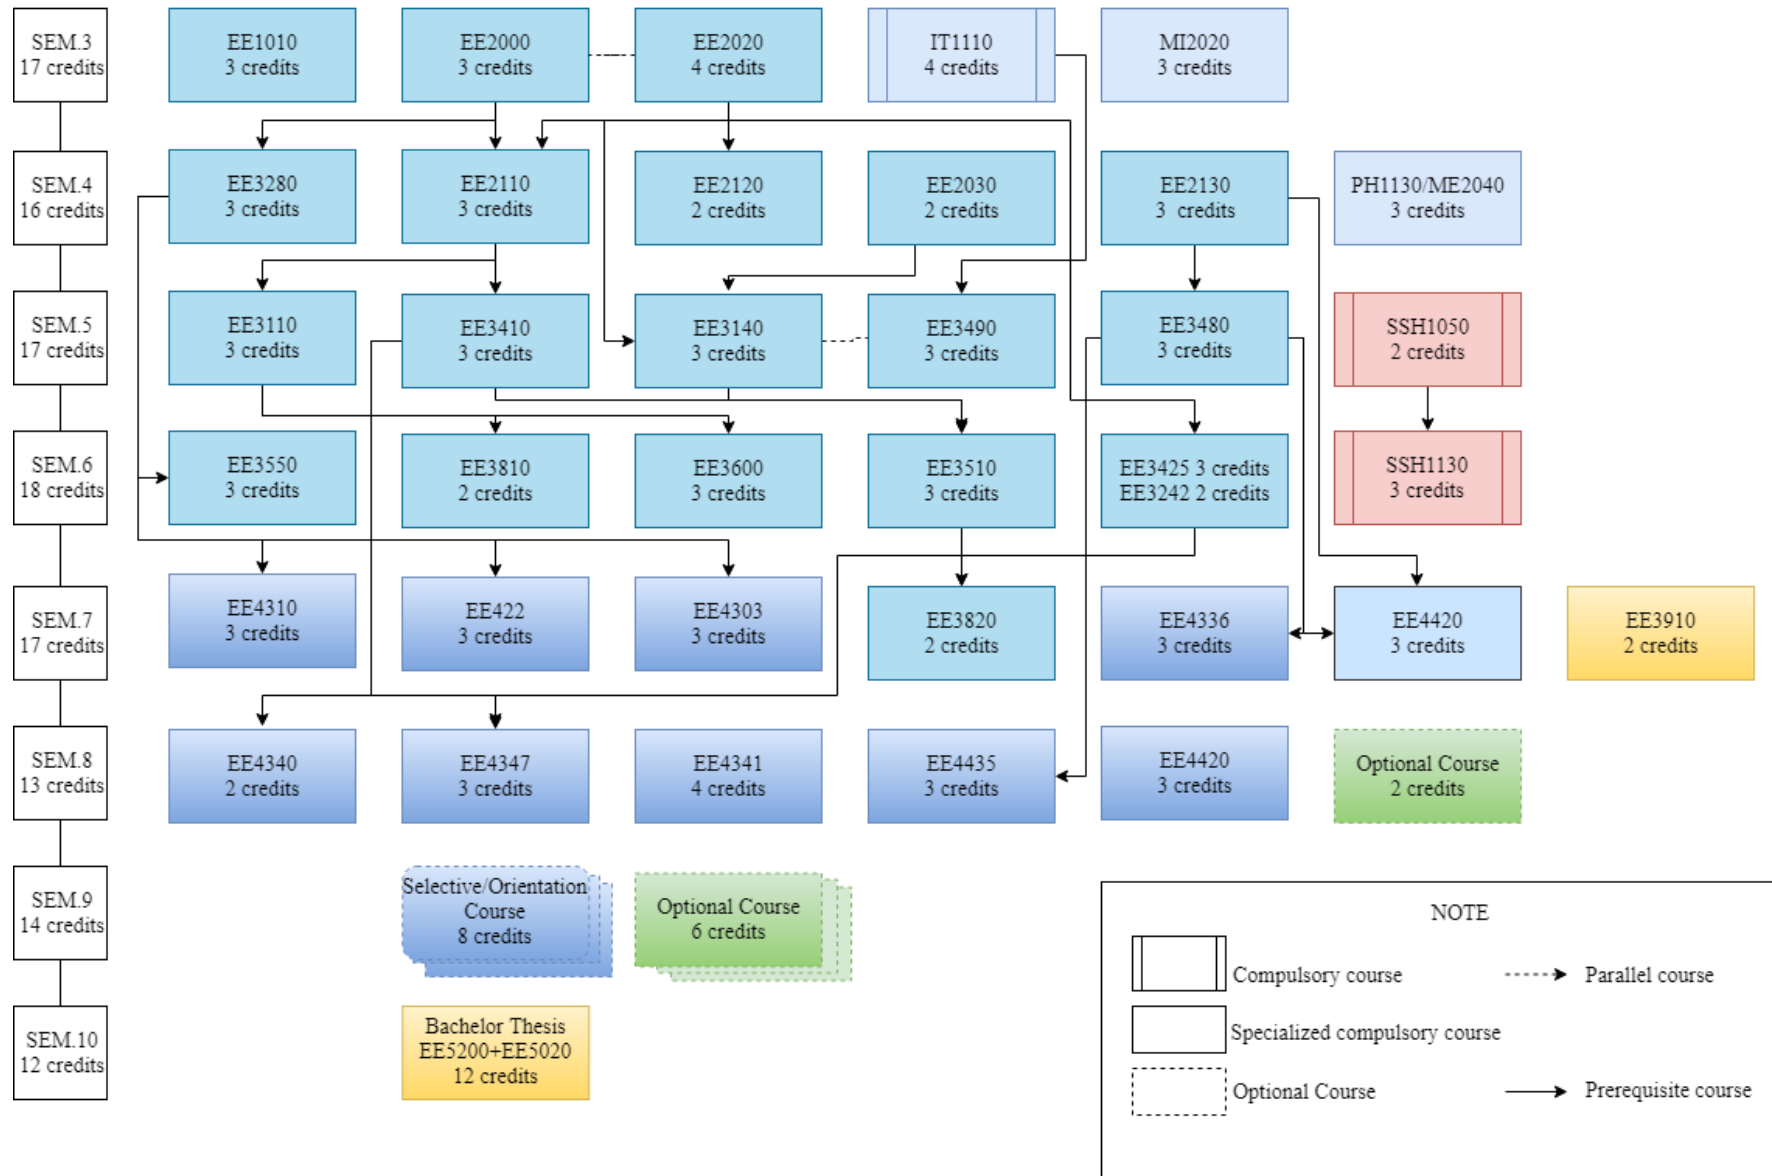 SEM.3
17 credits
EE1010
3 credits
EE2000
3 credits
EE2020
4 credits
IT1110
4 credits
MI2020
3 credits
SEM.4
16 credits
EE3280
3 credits
EE2110
3 credits
EE2120
2 credits
EE2030
2 credits
EE2130
3 credits
PH1130/ME2040
3 credits
SEM.5
17 credits
EE3110
3 credits
EE3410
3 credits
EE3140
3 credits
EE3490
3 credits
EE3480
3 credits
SSH1050
2 credits
SEM.6
18 credits
EE3550
3 credits
EE3810
2 credits
EE3600
3 credits
EE3510
3 credits
EE3425 3 credits
EE3242 2 credits
SSH1130
3 credits
SEM.7
17 credits
EE4310
3 credits
EE422
3 credits
EE4303
3 credits
EE3820
2 credits
EE4336
3 credits
EE4420
3 credits
EE3910
2 credits
SEM.8
13 credits
EE4340
2 credits
EE4347
3 credits
EE4341
4 credits
EE4435
3 credits
EE4420
3 credits
Optional Course
2 credits
SEM.9
14 credits
Selective/Orientation
Course
8 credits
Optional Course
6 credits
SEM.10
12 credits
Bachelor Thesis
EE5200+EE5020
12 credits
NOTE
Compulsory course
Parallel course
Specialized compulsory course
Optional Course
Prerequisite course